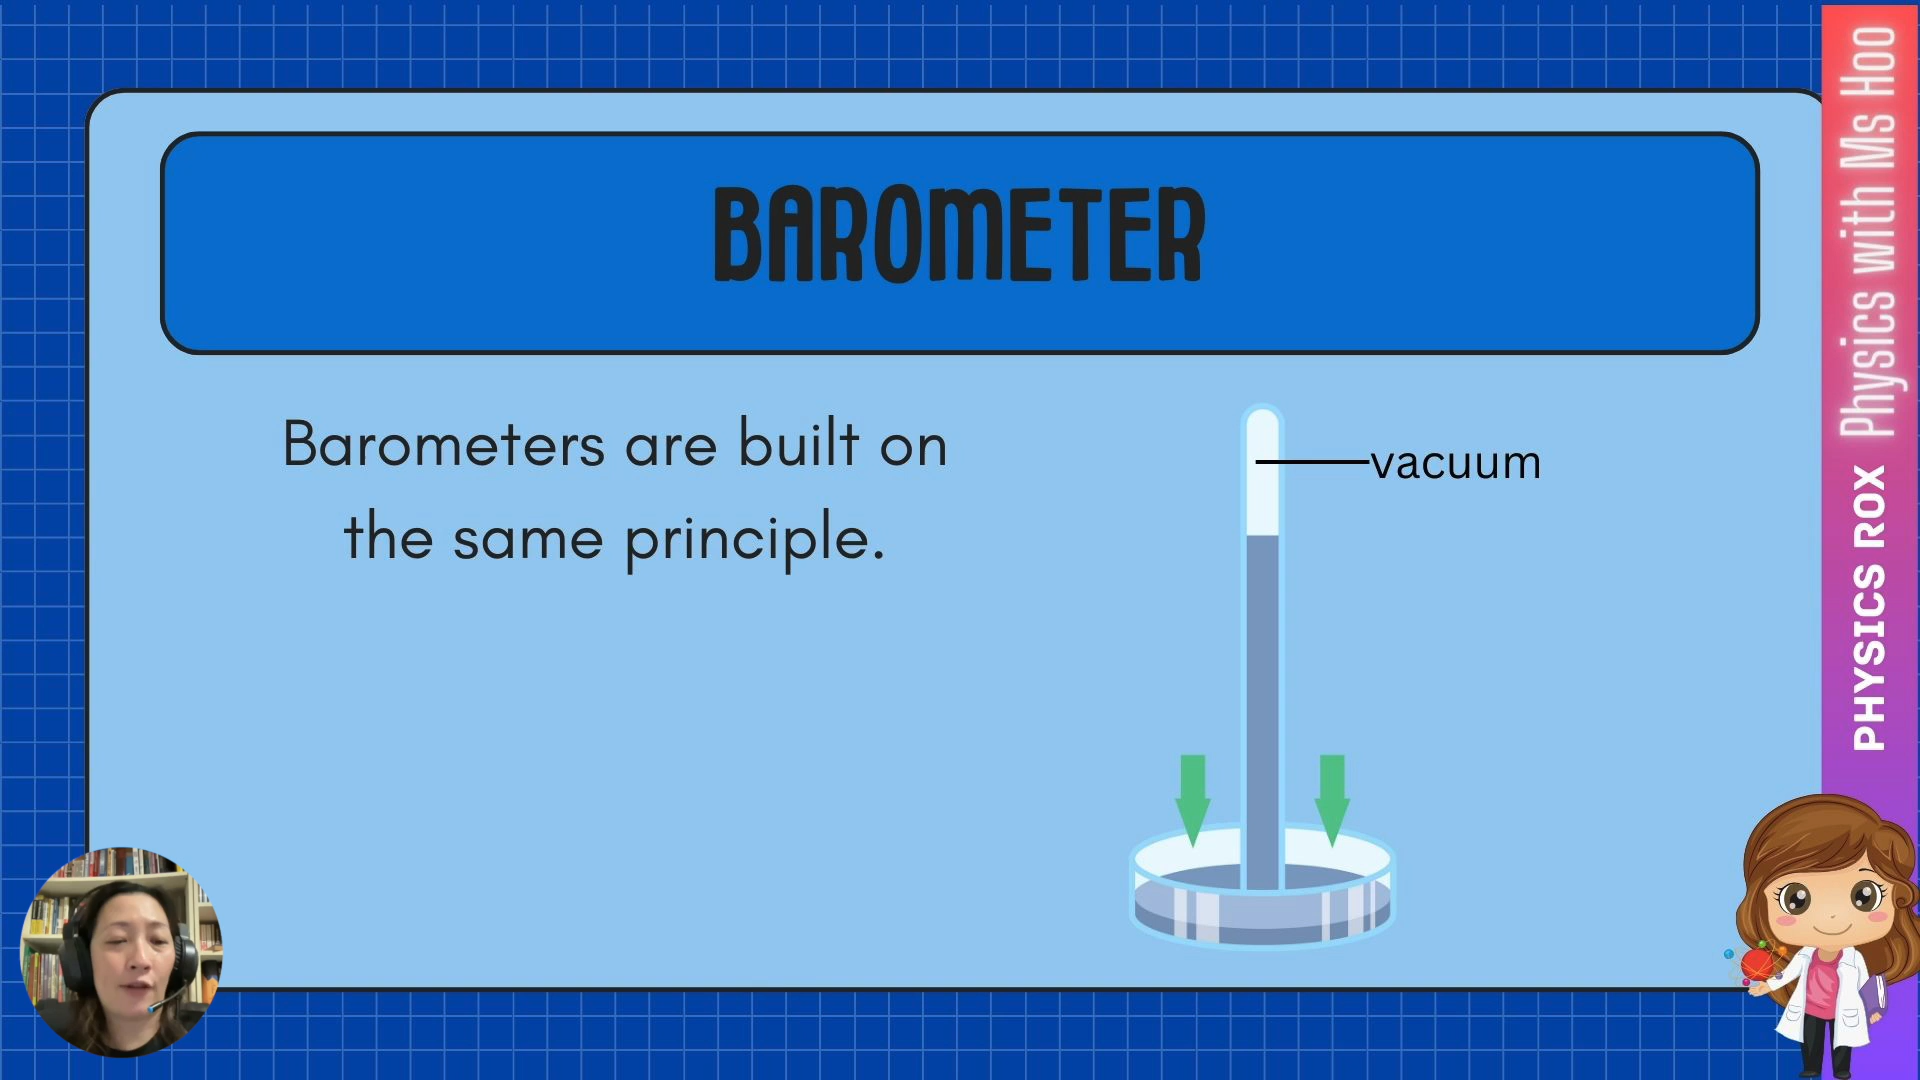 BAROMETER
Barometers are built on
the same principle.
vacuum
PHYSICS ROX Physics with Ms Hoo